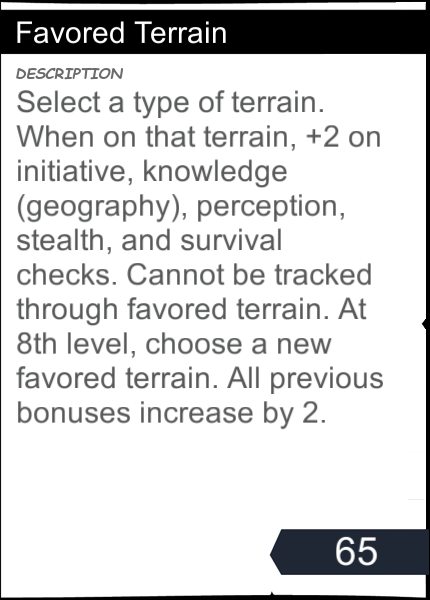 Favored Terrain
DESCRIPTION
Select a type of terrain.
When on that terrain, +2 on
initiative, knowledge
(geography), perception,
stealth, and survival
checks. Cannot be tracked
through favored terrain. At
8th level, choose a new
favored terrain. All previous
bonuses increase by 2.
65